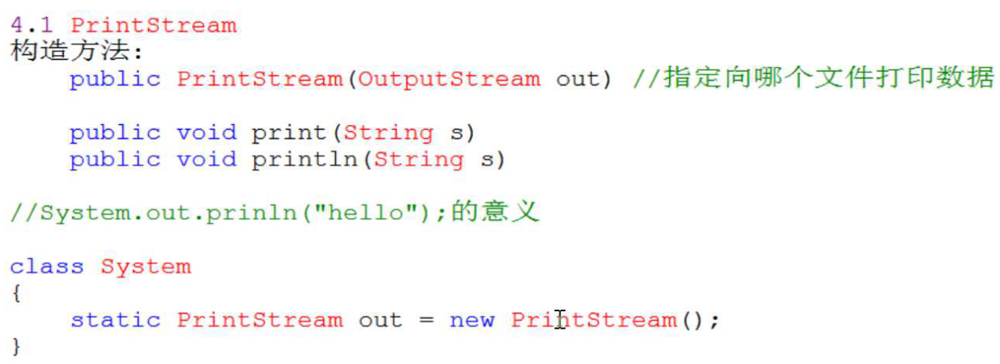 4.1 PrintStream
构造方法:
public PrintStream(OutputStream out) //指定向哪个文件打印数据
public void print(String s)
public void println(String s)
//System.out.prinln("hello");的意义
class System
{
static PrintStream out = new PrintStream();
}